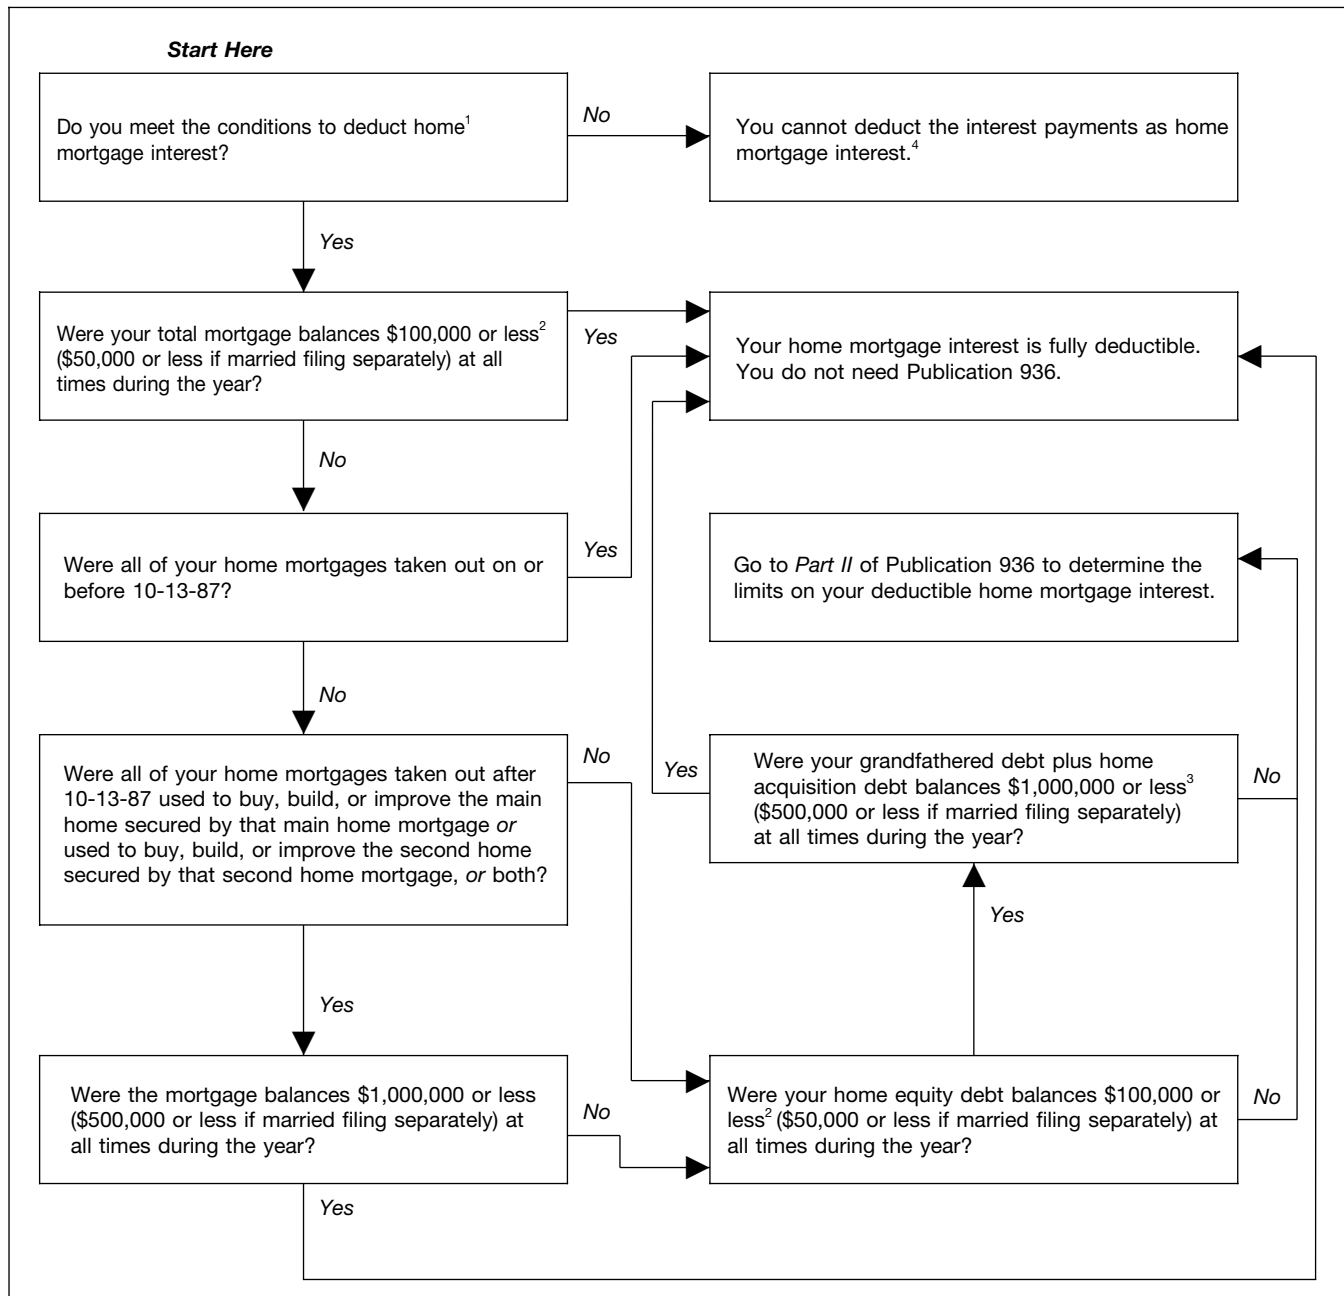 Start Here
Do you meet the conditions to deduct home1
mortgage interest?
No
You cannot deduct the interest payments as home
mortgage interest.4
Yes
Were your total mortgage balances $100,000 or less2
($50,000 or less if married filing separately) at all
times during the year?
Yes
Your home mortgage interest is fully deductible.
You do not need Publication 936.
No
Were all of your home mortgages taken out on or
before 10-13-87?
Yes
Go to Part II of Publication 936 to determine the
limits on your deductible home mortgage interest.
No
Were all of your home mortgages taken out after
10-13-87 used to buy, build, or improve the main
home secured by that main home mortgage or
used to buy, build, or improve the second home
secured by that second home mortgage, or both?
No
Yes
Were your grandfathered debt plus home
acquisition debt balances $1,000,000 or less3
($500,000 or less if married filing separately)
at all times during the year?
No
Yes
Yes
Were the mortgage balances $1,000,000 or less
($500,000 or less if married filing separately) at
all times during the year?
No
Were your home equity debt balances $100,000 or
less2 ($50,000 or less if married filing separately) at
all times during the year?
No
Yes